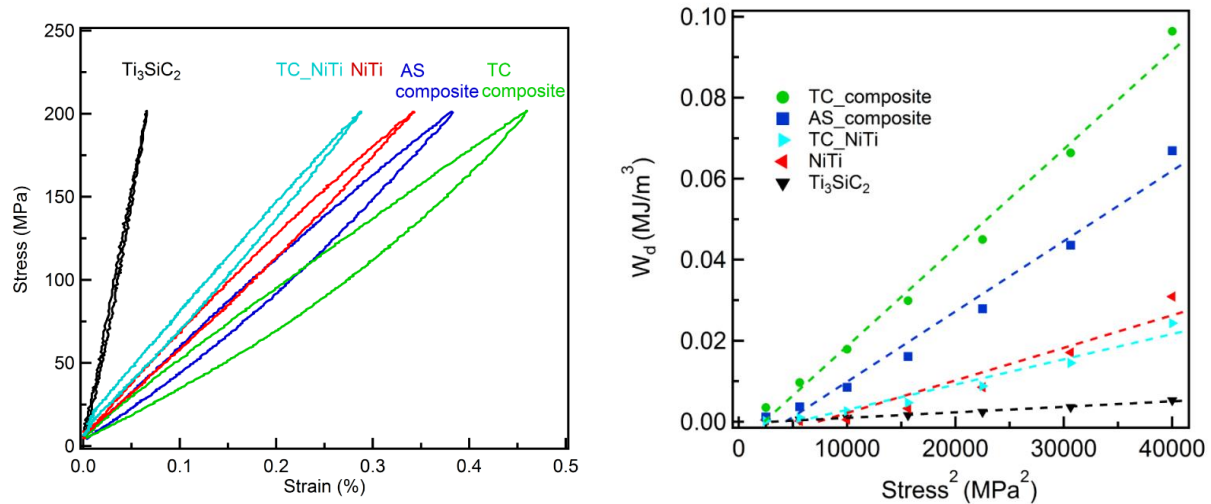 250
200
150
100
50
0
Stress (MPa)
Ti₃SiC₂
TC_NiTi
NiTi
AS
composite
TC
composite
0.0
0.1
0.2
0.3
0.4
0.5
Strain (%)
0.10
0.08
0.06
0.04
0.02
0.00
W_d (MJ/m³)
TC_composite
AS_composite
TC_NiTi
NiTi
Ti₃SiC₂
0
10000
20000
30000
40000
Stress² (MPa²)